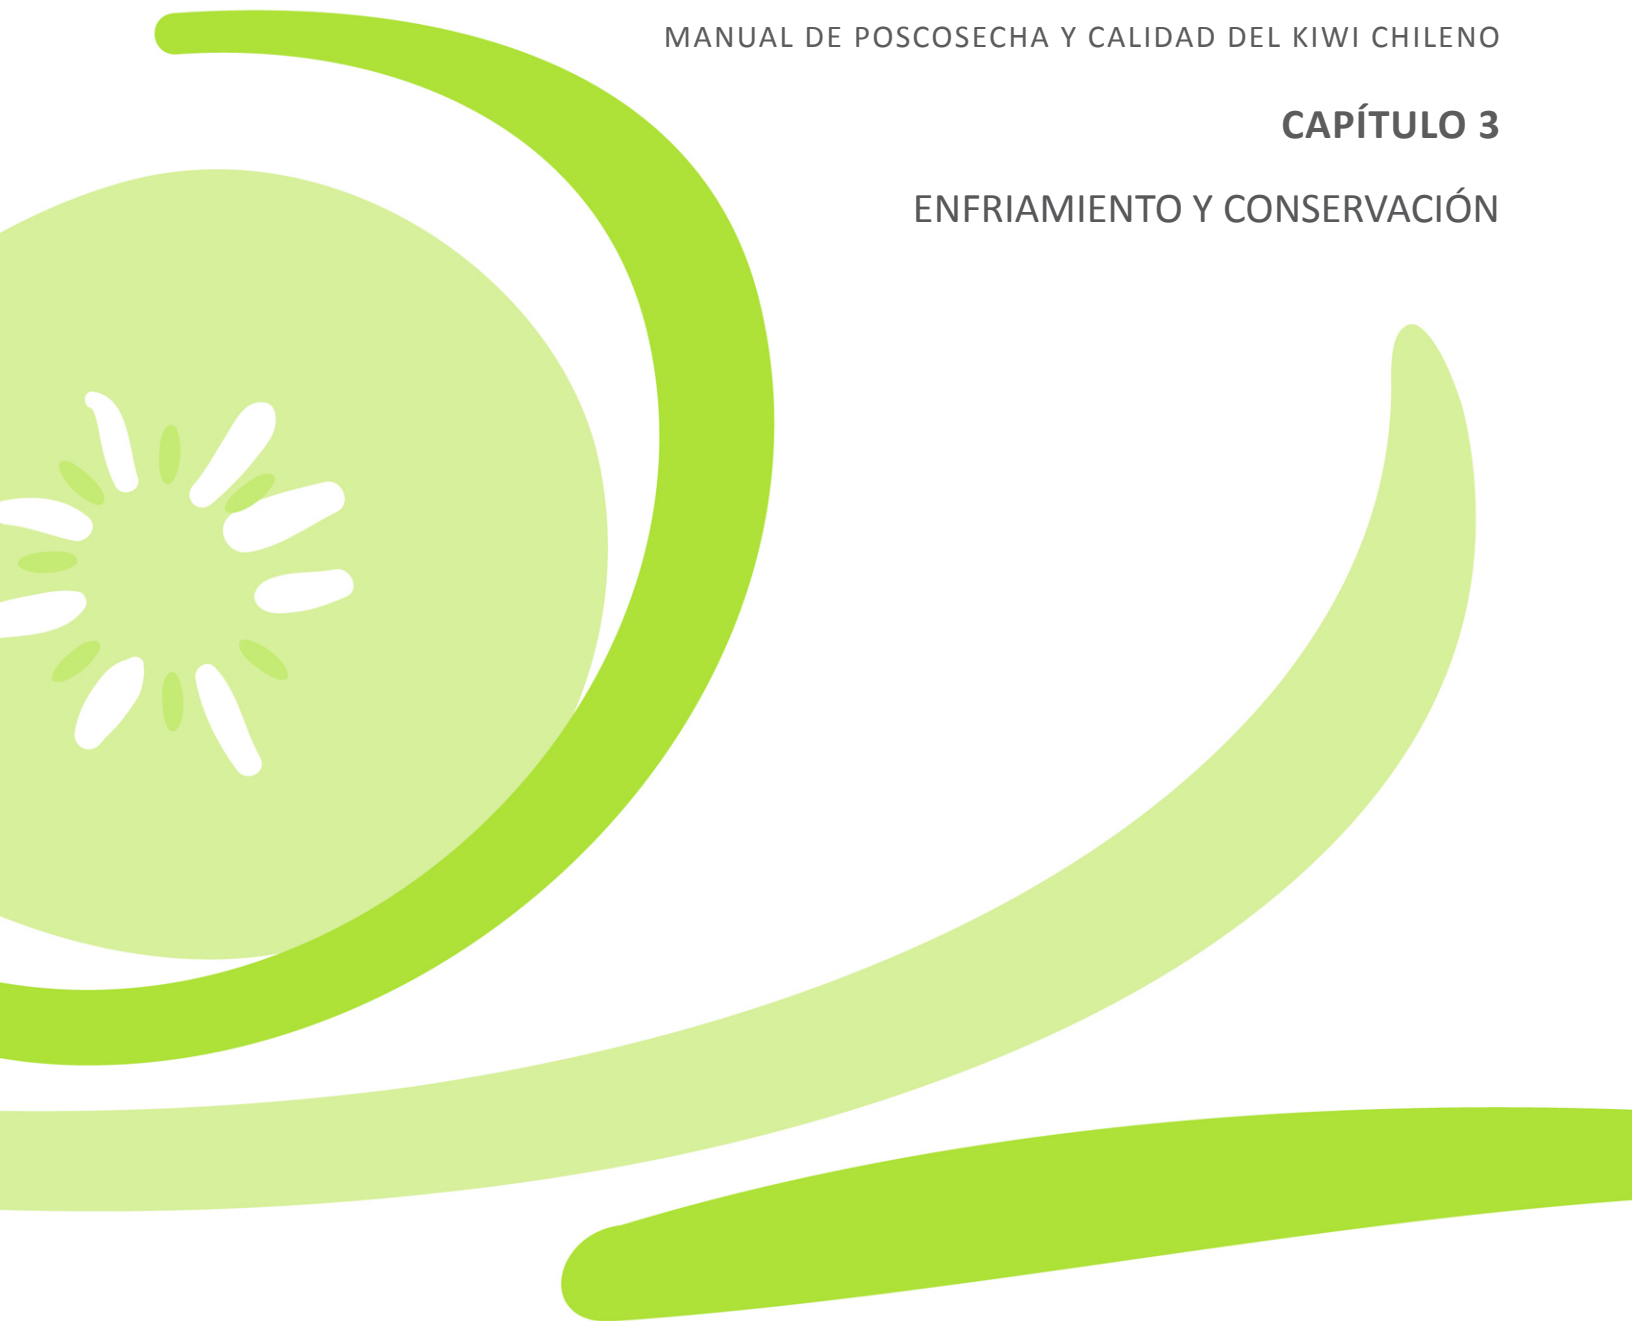 MANUAL DE POSCOSECHA Y CALIDAD DEL KIWI CHILENO
CAPÍTULO 3
ENFRIAMIENTO Y CONSERVACIÓN